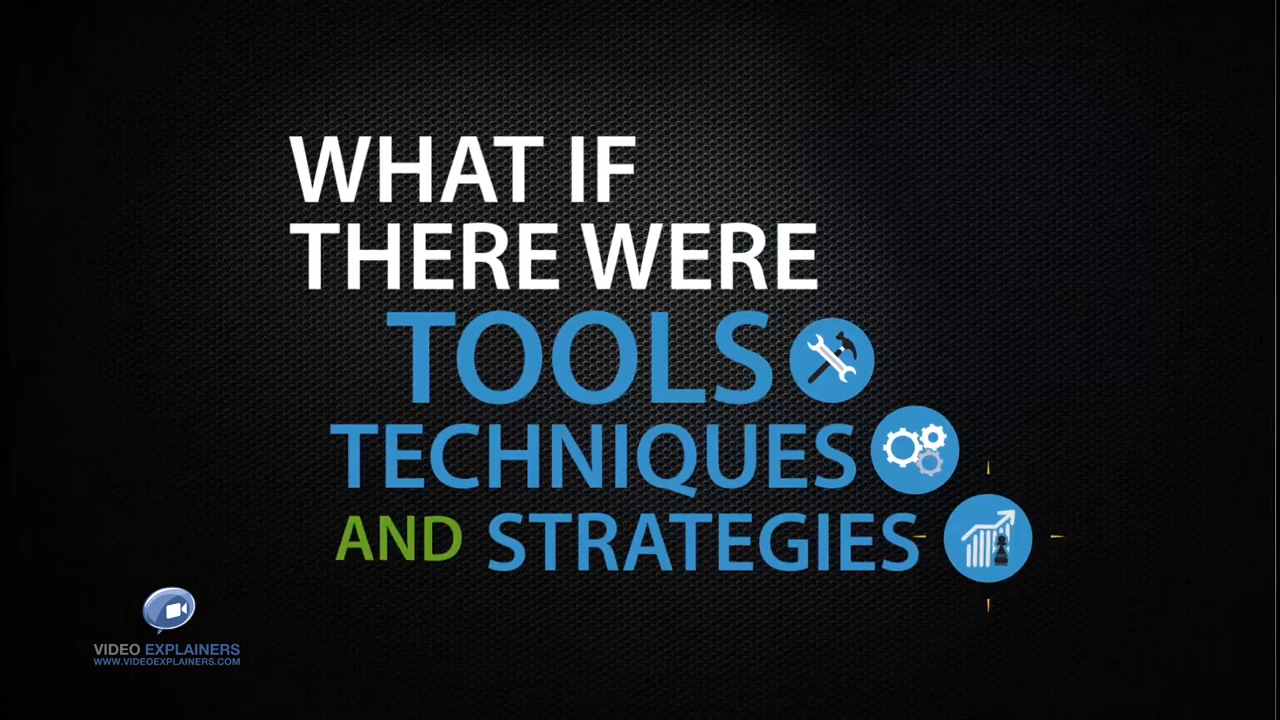 WHAT IF
THERE WERE
TOOLS
TECHNIQUES
AND STRATEGIES
VIDEO EXPLAINERS
WWW.VIDEOEXPLAINERS.COM